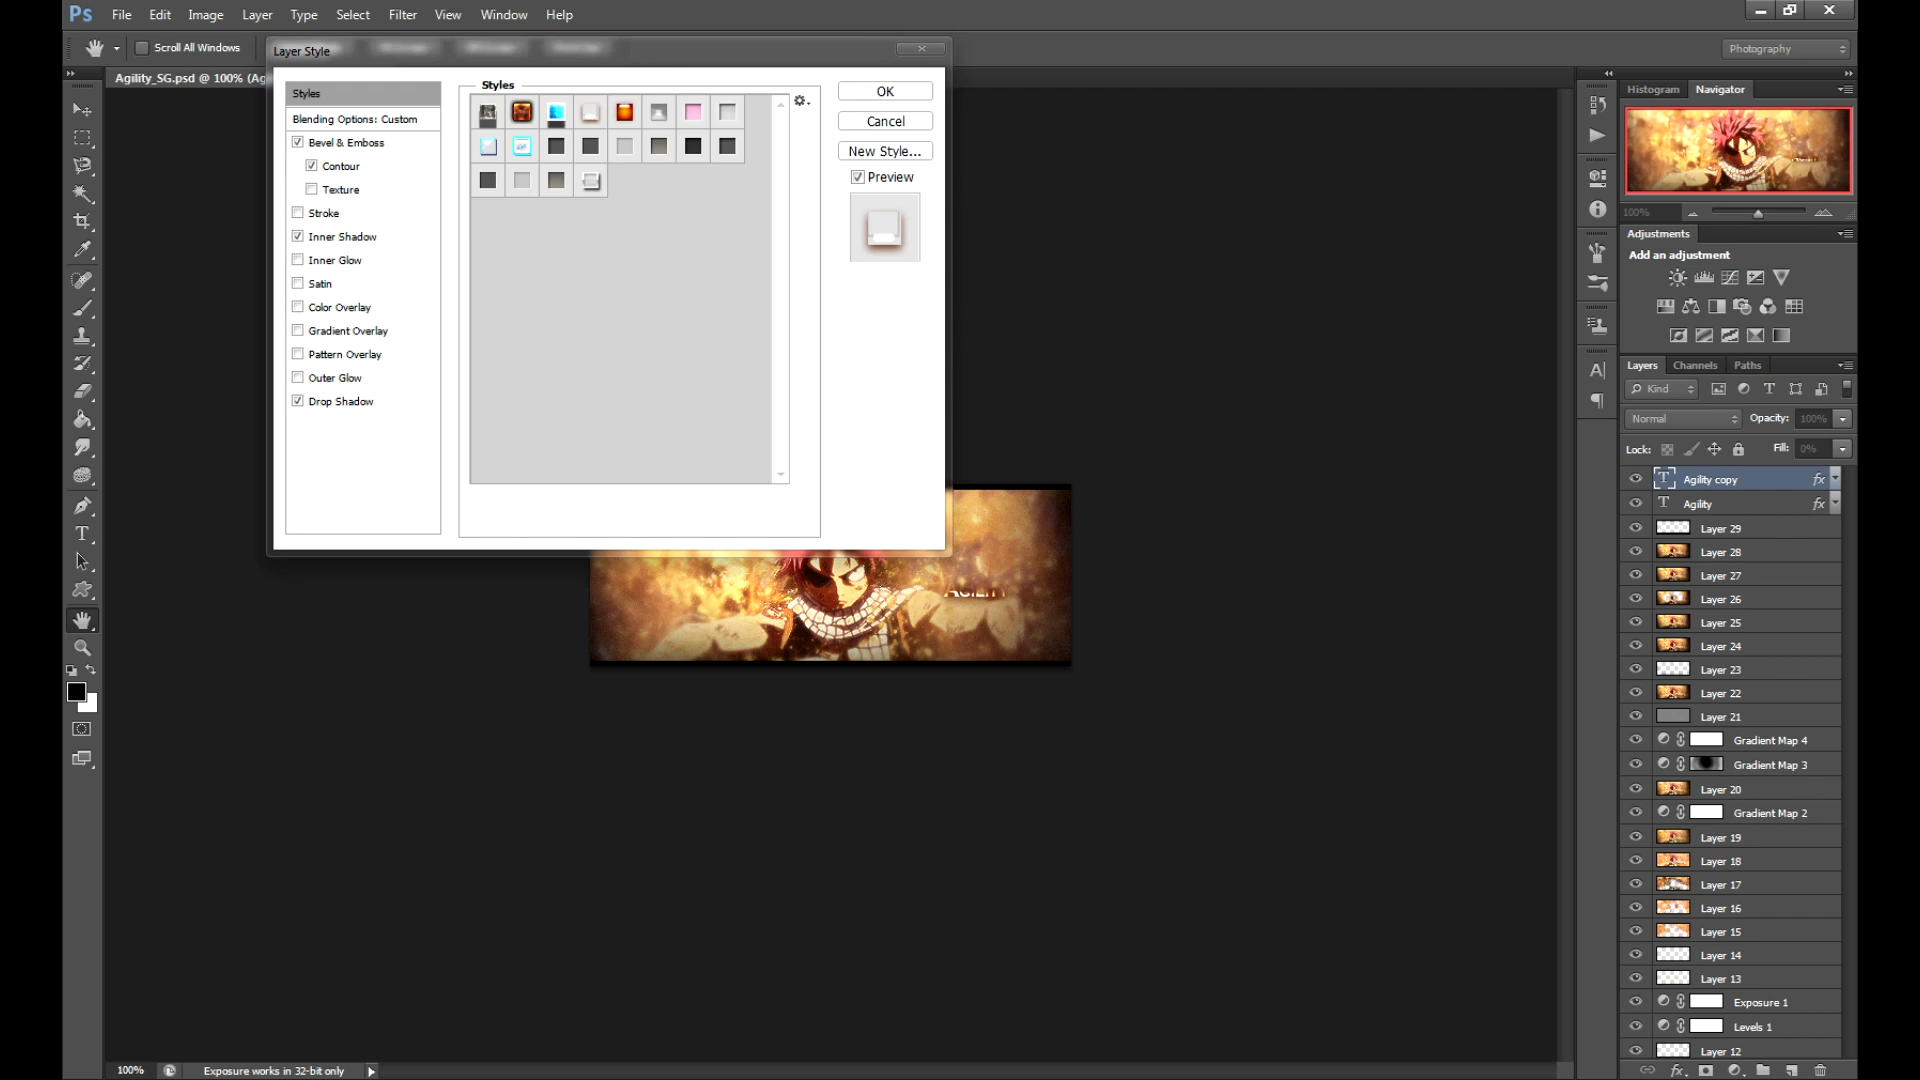 Ps File Edit Image Layer Type Select Filter View Window Help
Scroll All Windows
Photography
Agility_SG.psd @ 100% (Ag
Layer Style
Styles
Blending Options: Custom
Bevel & Emboss
Contour
Texture
Stroke
Inner Shadow
Inner Glow
Satin
Color Overlay
Gradient Overlay
Pattern Overlay
Outer Glow
Drop Shadow
Styles
OK
Cancel
New Style...
Preview
AGILITY
Histogram Navigator
100%
Adjustments
Add an adjustment
Layers Channels Paths
Kind
Normal Opacity: 100%
Lock: Fill: 0%
Agility copy fx
Agility fx
Layer 29
Layer 28
Layer 27
Layer 26
Layer 25
Layer 24
Layer 23
Layer 22
Layer 21
Gradient Map 4
Gradient Map 3
Layer 20
Gradient Map 2
Layer 19
Layer 18
Layer 17
Layer 16
Layer 15
Layer 14
Layer 13
Exposure 1
Levels 1
Layer 12
100% Exposure works in 32-bit only